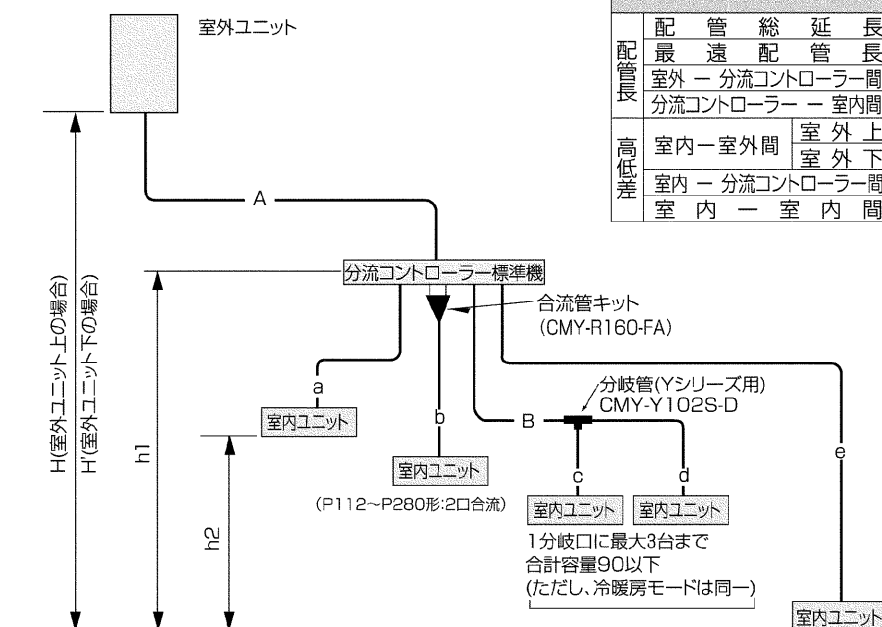 室外ユニット
配管長
配管総延長
最遠配管長
室外 ー 分流コントローラー間
分流コントローラー ー 室内間
高低差
室内ー室外間
室外上
室外下
室内 ー 分流コントローラー間
室内ー室内間
A
分流コントローラー標準機
合流管キット
(CMY-R160-FA)
H(室外ユニット上の場合)
H'(室外ユニット下の場合)
h1
a
室内ユニット
h2
b
室内ユニット
(P112〜P280形:2口合流)
B
分岐管(Yシリーズ用)
CMY-Y102S-D
c
d
e
室内ユニット
室内ユニット
1分岐口に最大3台まで
合計容量90以下
(ただし、冷暖房モードは同一)
室内ユニット